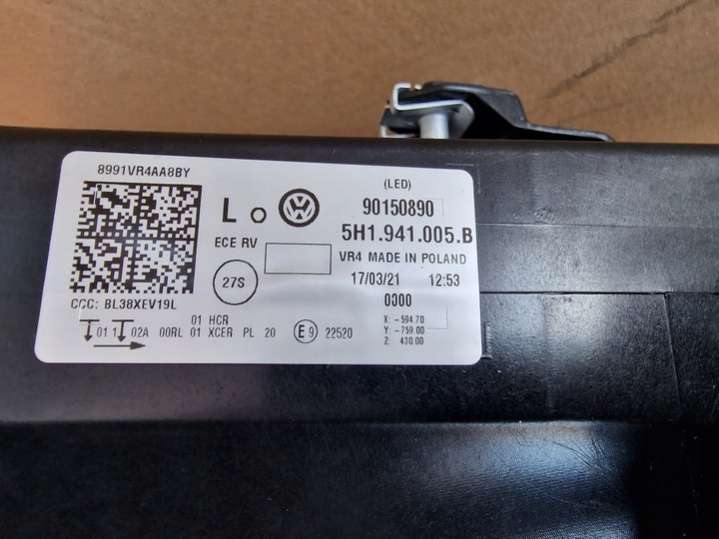 8991VR4AA8BY
(LED)
L
90150890
ECE RV
5H1.941.005.B
VR4 MADE IN POLAND
27S
17/03/21 12:53
CCC: BL38XEV19L
0300
01 HCR
X: -594.70
01 1 02A 00RL 01 XCER PL 20 E9 22520
Y: -759.00
Z: 430.00